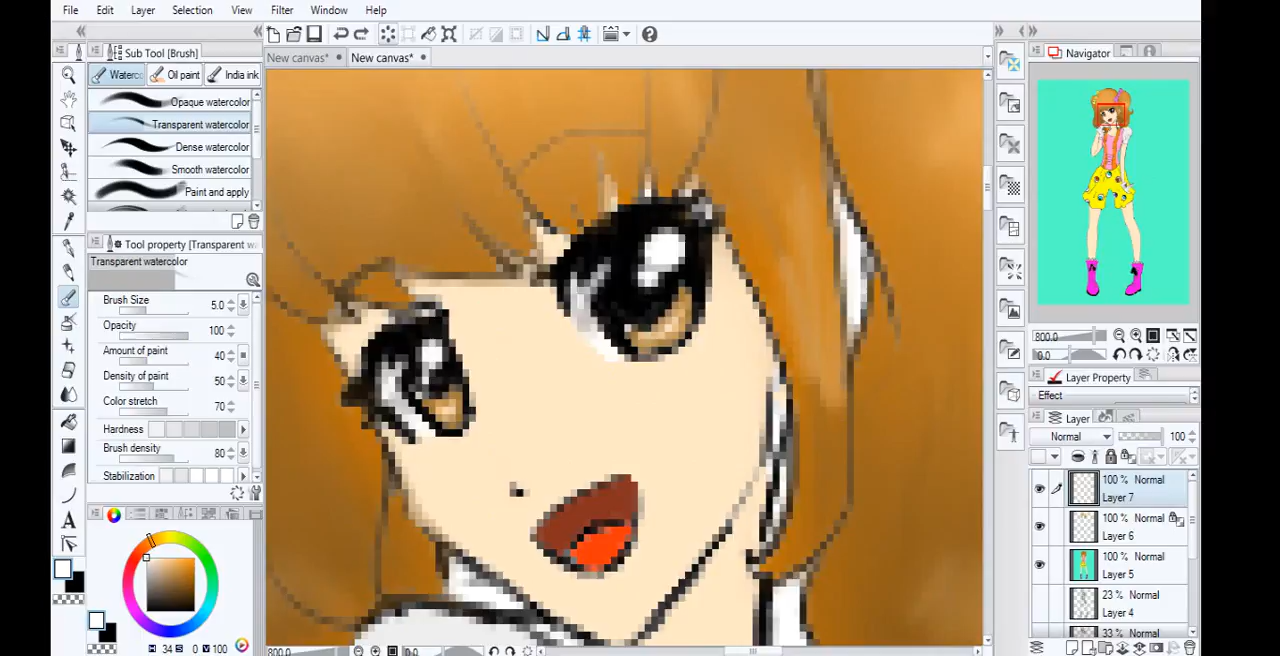 File Edit Layer Selection View Filter Window Help
Sub Tool [Brush]
Oil paint India ink
New canvas* New canvas*
Opaque watercolor
Transparent watercolor
Dense watercolor
Smooth watercolor
Paint and apply
Tool property [Transparent wa
Transparent watercolor
Brush Size 5.0
Opacity 100
Amount of paint 40
Density of paint 50
Color stretch 70
Hardness
Brush density 80
Stabilization
H 34 S 0 V 100
800.0 0.0
Navigator
800.0
0.0
Layer Property
Effect
Layer
Normal 100
100 % Normal
Layer 7
100 % Normal
Layer 6
100 % Normal
Layer 5
23 % Normal
Layer 4
33 % Normal